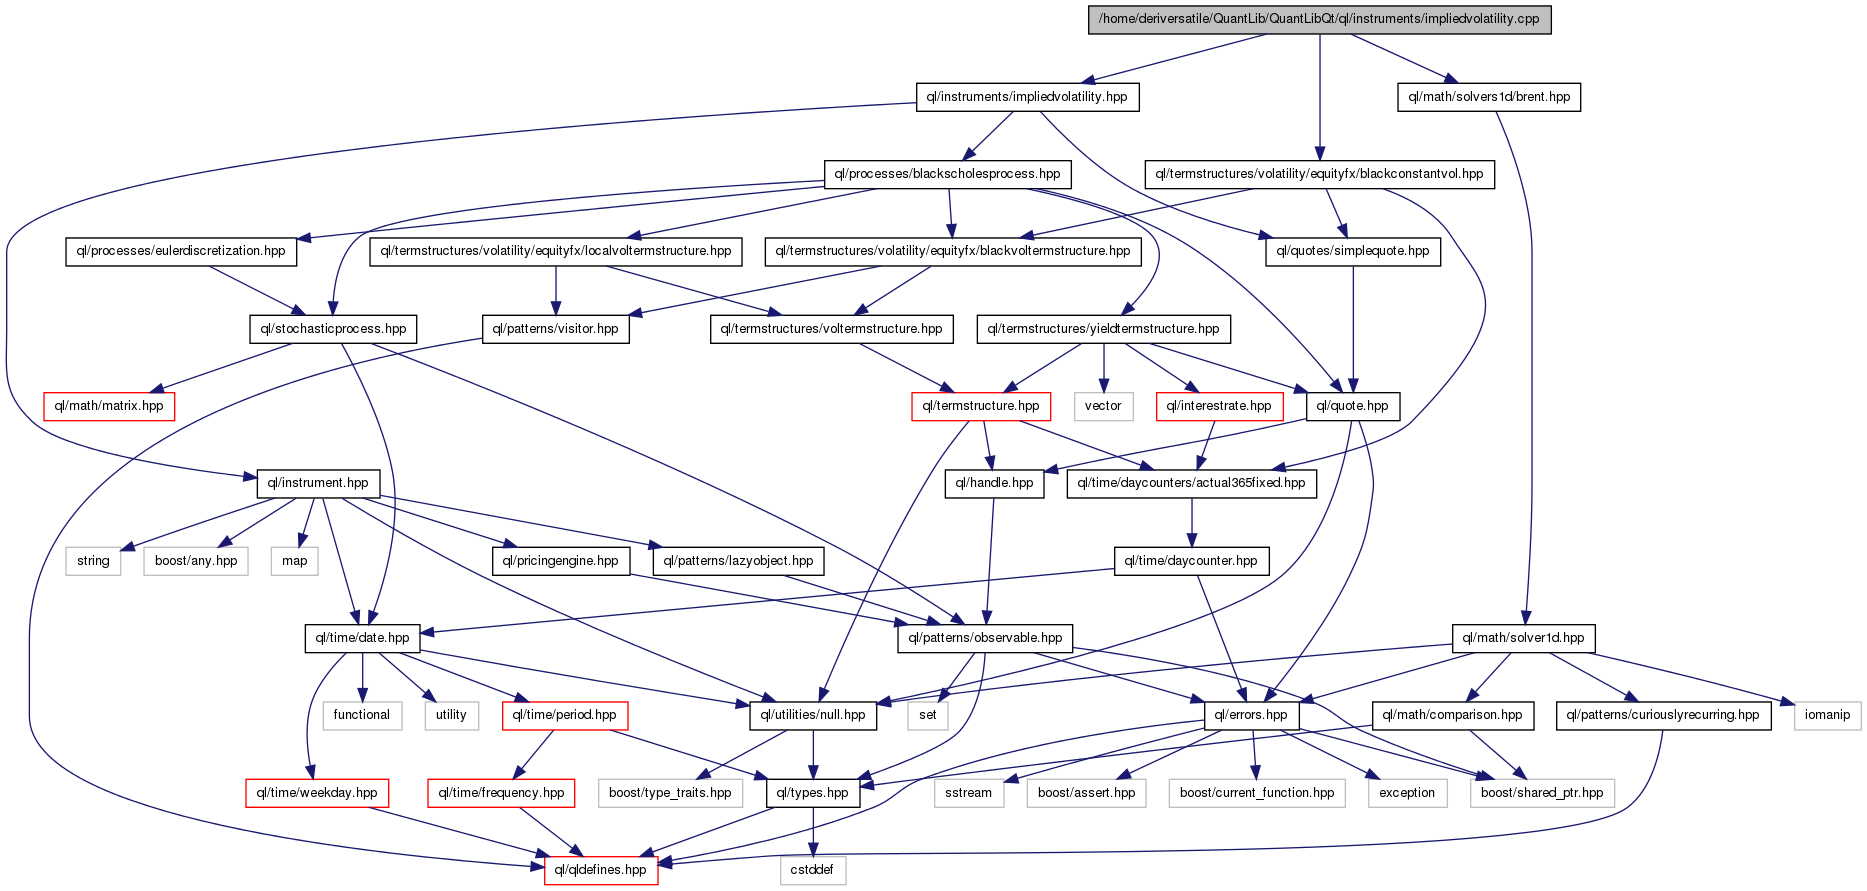 /home/deriversatile/QuantLib/QuantLibQt/ql/instruments/impliedvolatility.cpp
ql/instruments/impliedvolatility.hpp
ql/math/solvers1d/brent.hpp
ql/processes/blackscholesprocess.hpp
ql/termstructures/volatility/equityfx/blackconstantvol.hpp
ql/processes/eulerdiscretization.hpp
ql/termstructures/volatility/equityfx/localvoltermstructure.hpp
ql/termstructures/volatility/equityfx/blackvoltermstructure.hpp
ql/quotes/simplequote.hpp
ql/stochasticprocess.hpp
ql/patterns/visitor.hpp
ql/termstructures/voltermstructure.hpp
ql/termstructures/yieldtermstructure.hpp
ql/math/matrix.hpp
ql/termstructure.hpp
vector
ql/interestrate.hpp
ql/quote.hpp
ql/instrument.hpp
ql/handle.hpp
ql/time/daycounters/actual365fixed.hpp
string
boost/any.hpp
map
ql/pricingengine.hpp
ql/patterns/lazyobject.hpp
ql/time/daycounter.hpp
ql/time/date.hpp
ql/patterns/observable.hpp
ql/math/solver1d.hpp
functional
utility
ql/time/period.hpp
ql/utilities/null.hpp
set
ql/errors.hpp
ql/math/comparison.hpp
ql/patterns/curiouslyrecurring.hpp
iomanip
ql/time/weekday.hpp
ql/time/frequency.hpp
boost/type_traits.hpp
ql/types.hpp
sstream
boost/assert.hpp
boost/current_function.hpp
exception
boost/shared_ptr.hpp
ql/qldefines.hpp
cstddef